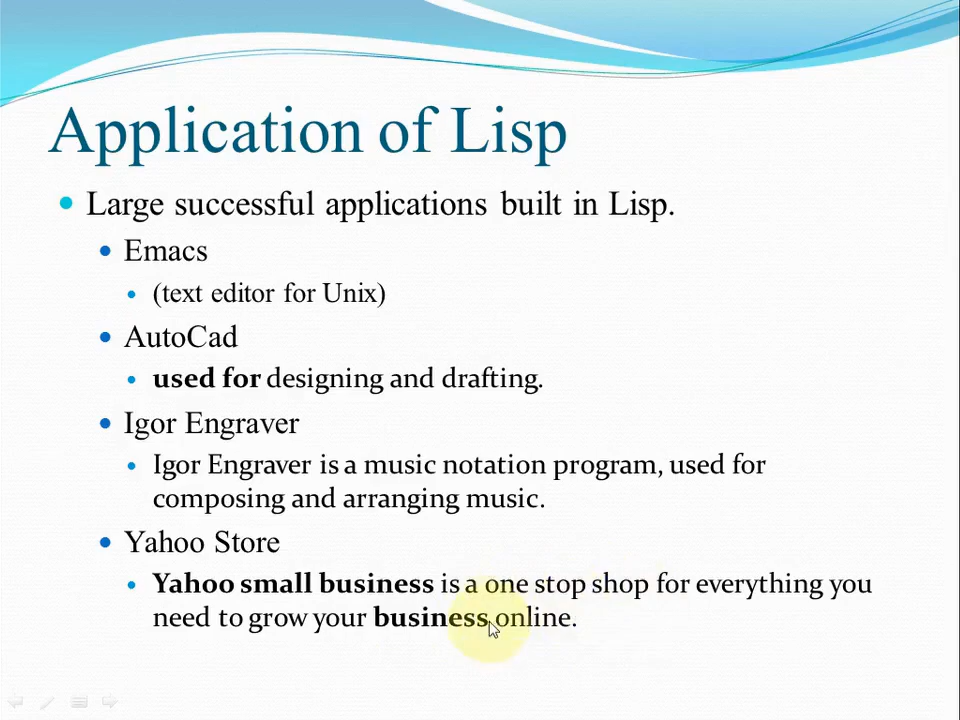 Application of Lisp
Large successful applications built in Lisp.
Emacs
(text editor for Unix)
AutoCad
used for designing and drafting.
Igor Engraver
Igor Engraver is a music notation program, used for
composing and arranging music.
Yahoo Store
Yahoo small business is a one stop shop for everything you
need to grow your business online.